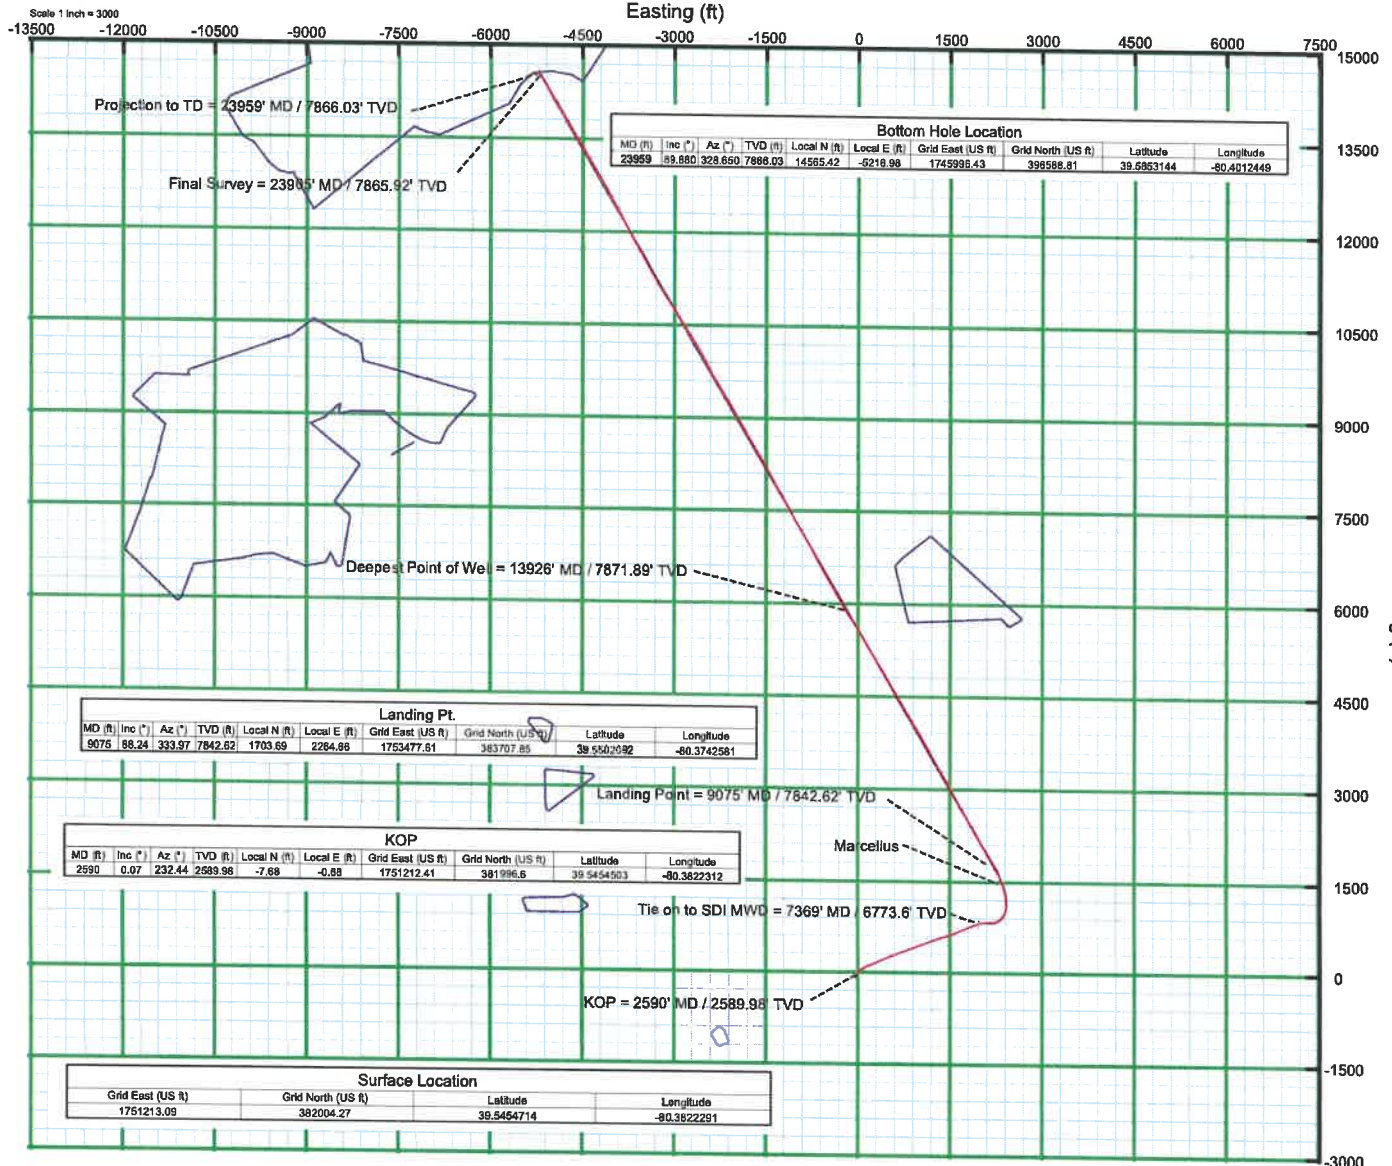 Scale 1 inch = 3000
Easting (ft)
-13500 -12000 -10500 -9000 -7500 -6000 -4500 -3000 -1500 0 1500 3000 4500 6000 7500
15000
Projection to TD = 23959' MD / 7866.03' TVD
Bottom Hole Location
MD (ft) Inc (°) Az (°) TVD (ft) Local N (ft) Local E (ft) Grid East (US ft) Grid North (US ft) Latitude Longitude
23959 89.880 328.650 7866.03 14565.42 -5216.98 1745996.43 396588.81 39.5853144 -80.4012449
13500
Final Survey = 23905' MD / 7865.92' TVD
12000
10500
9000
7500
Deepest Point of Well = 13926' MD / 7871.89' TVD
6000
4500
Landing Pt.
MD (ft) Inc (°) Az (°) TVD (ft) Local N (ft) Local E (ft) Grid East (US ft) Grid North (US ft) Latitude Longitude
9075 88.24 333.97 7842.62 1703.69 2264.66 1753477.61 383707.85 39.5502092 -80.3742581
3000
Landing Point = 9075' MD / 7842.62' TVD
Marcellus
KOP
MD (ft) Inc (°) Az (°) TVD (ft) Local N (ft) Local E (ft) Grid East (US ft) Grid North (US ft) Latitude Longitude
2590 0.07 232.44 2589.98 -7.68 -0.68 1751212.41 381996.6 39.5454503 -80.3822312
1500
Tie on to SDI MWD = 7369' MD / 6773.6' TVD
0
KOP = 2590' MD / 2589.98' TVD
-1500
Surface Location
Grid East (US ft) Grid North (US ft) Latitude Longitude
1751213.09 382004.27 39.5454714 -80.3822291
-3000